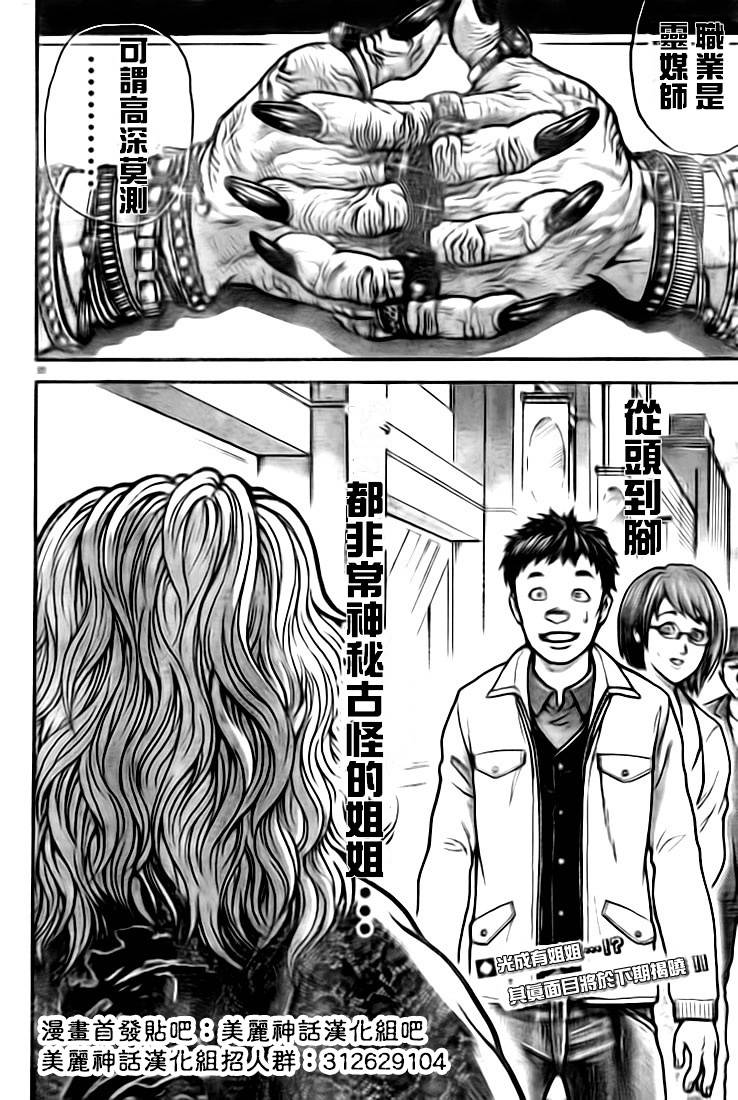 職業是
靈媒師
可謂高深莫測
………
從頭到腳
都非常神秘古怪的姐姐……
●光成有姐姐…!?
其真面目將於下期揭曉!!
漫畫首發貼吧：美麗神話漢化組吧
美麗神話漢化組招人群：312629104